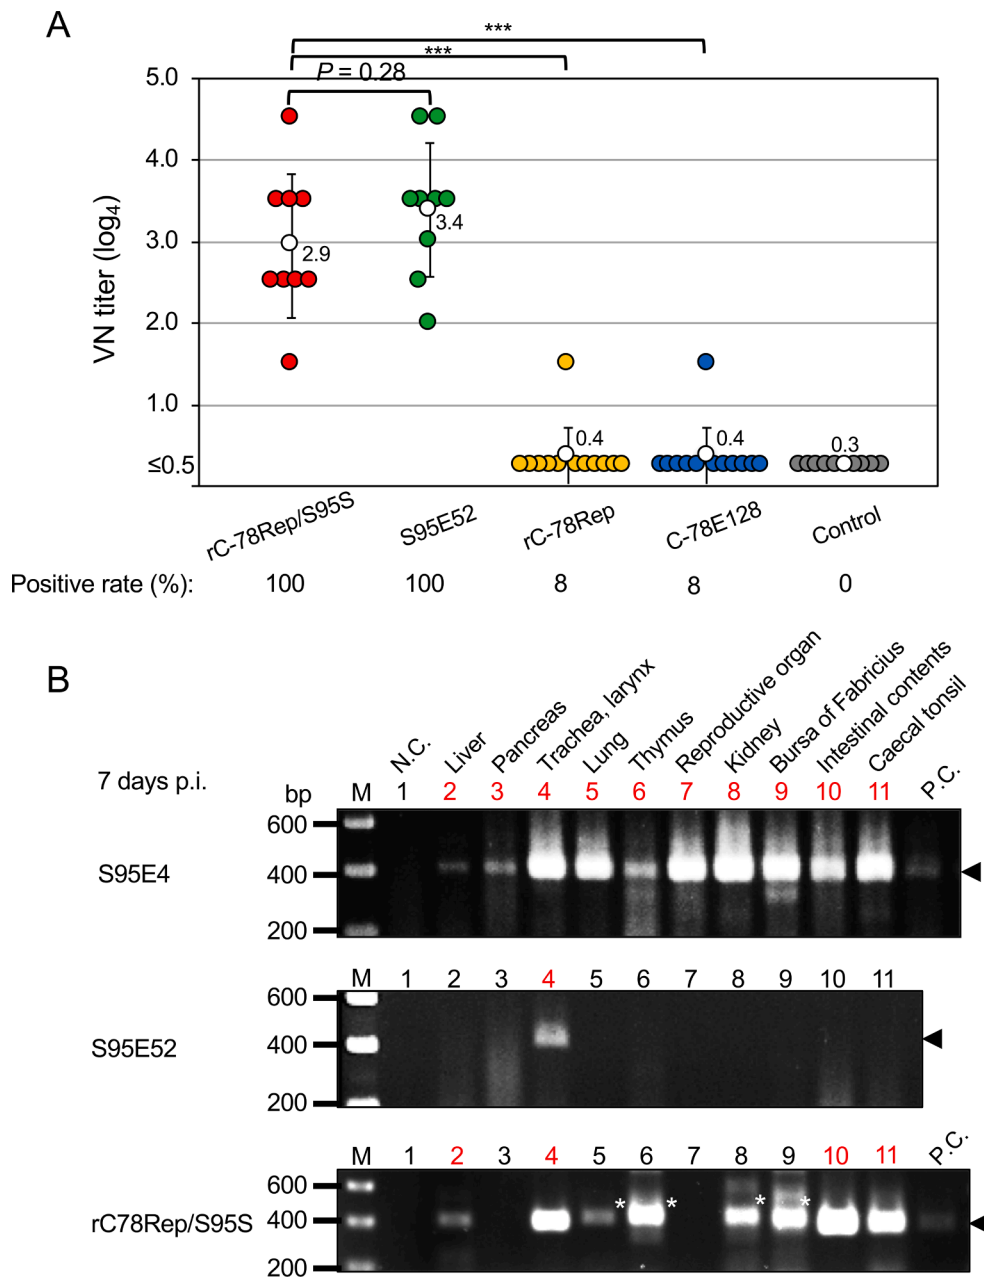 A
***
***
P = 0.28
5.0
4.0
3.0
2.0
1.0
≤0.5
VN titer (log4)
2.9
3.4
0.4
0.4
0.3
rC-78Rep/S95S
S95E52
rC-78Rep
C-78E128
Control
Positive rate (%): 100 100 8 8 0
B
N.C.
Liver
Pancreas
Trachea, larynx
Lung
Thymus
Reproductive organ
Kidney
Bursa of Fabricius
Intestinal contents
Caecal tonsil
P.C.
7 days p.i.
bp M 1 2 3 4 5 6 7 8 9 10 11
600
400
200
S95E4
M 1 2 3 4 5 6 7 8 9 10 11
600
400
200
S95E52
P.C.
M 1 2 3 4 5 6 7 8 9 10 11
600
400
200
rC78Rep/S95S
* * * *